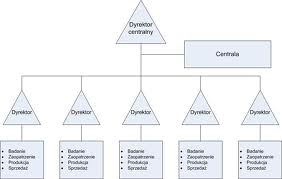 Dyrektor
centralny
Centrala
Dyrektor
Dyrektor
Dyrektor
Dyrektor
Dyrektor
• Badanie
• Zaopatrzenie
• Produkcja
• Sprzedaż
• Badanie
• Zaopatrzenie
• Produkcja
• Sprzedaż
• Badanie
• Zaopatrzenie
• Produkcja
• Sprzedaż
• Badanie
• Zaopatrzenie
• Produkcja
• Sprzedaż
• Badanie
• Zaopatrzenie
• Produkcja
• Sprzedaż